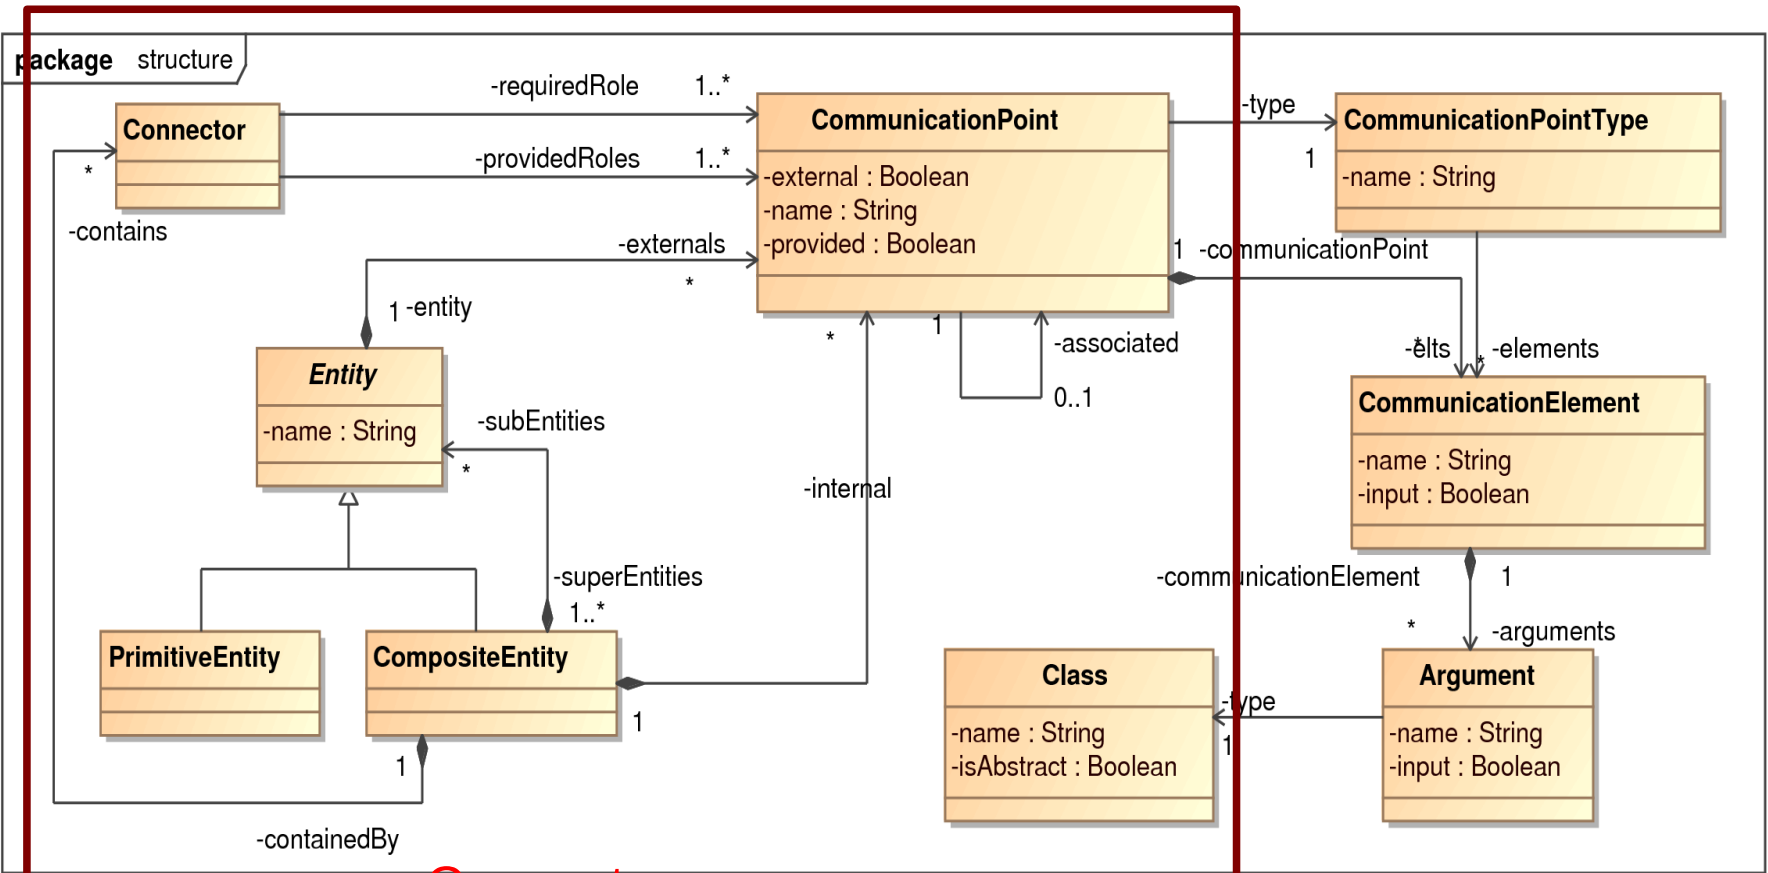 package structure
-requiredRole 1..*
Connector
CommunicationPoint
-type
1
CommunicationPointType
-name : String
*
-providedRoles 1..*
-external : Boolean
-name : String
-provided : Boolean
-contains
-externals
*
1 -communicationPoint
1 -entity
Entity
-name : String
* 1
-associated
0..1
-elts * * -elements
-subEntities
*
CommunicationElement
-name : String
-input : Boolean
-internal
-superEntities
1..*
-communicationElement 1
* -arguments
PrimitiveEntity
CompositeEntity
1
1
Class
-name : String
-isAbstract : Boolean
-type
1
Argument
-name : String
-input : Boolean
-containedBy